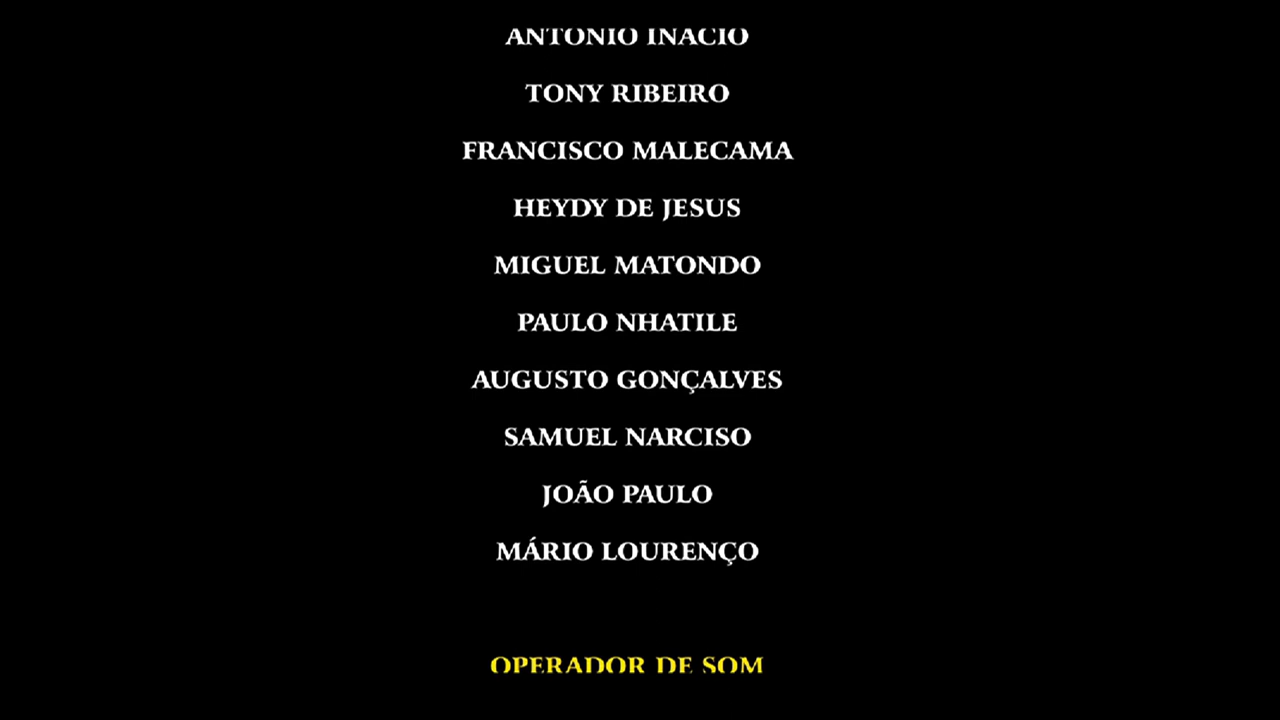 ANTONIO INACIO
TONY RIBEIRO
FRANCISCO MALECAMA
HEYDY DE JESUS
MIGUEL MATONDO
PAULO NHATILE
AUGUSTO GONÇALVES
SAMUEL NARCISO
JOÃO PAULO
MÁRIO LOURENÇO
OPERADOR DE SOM